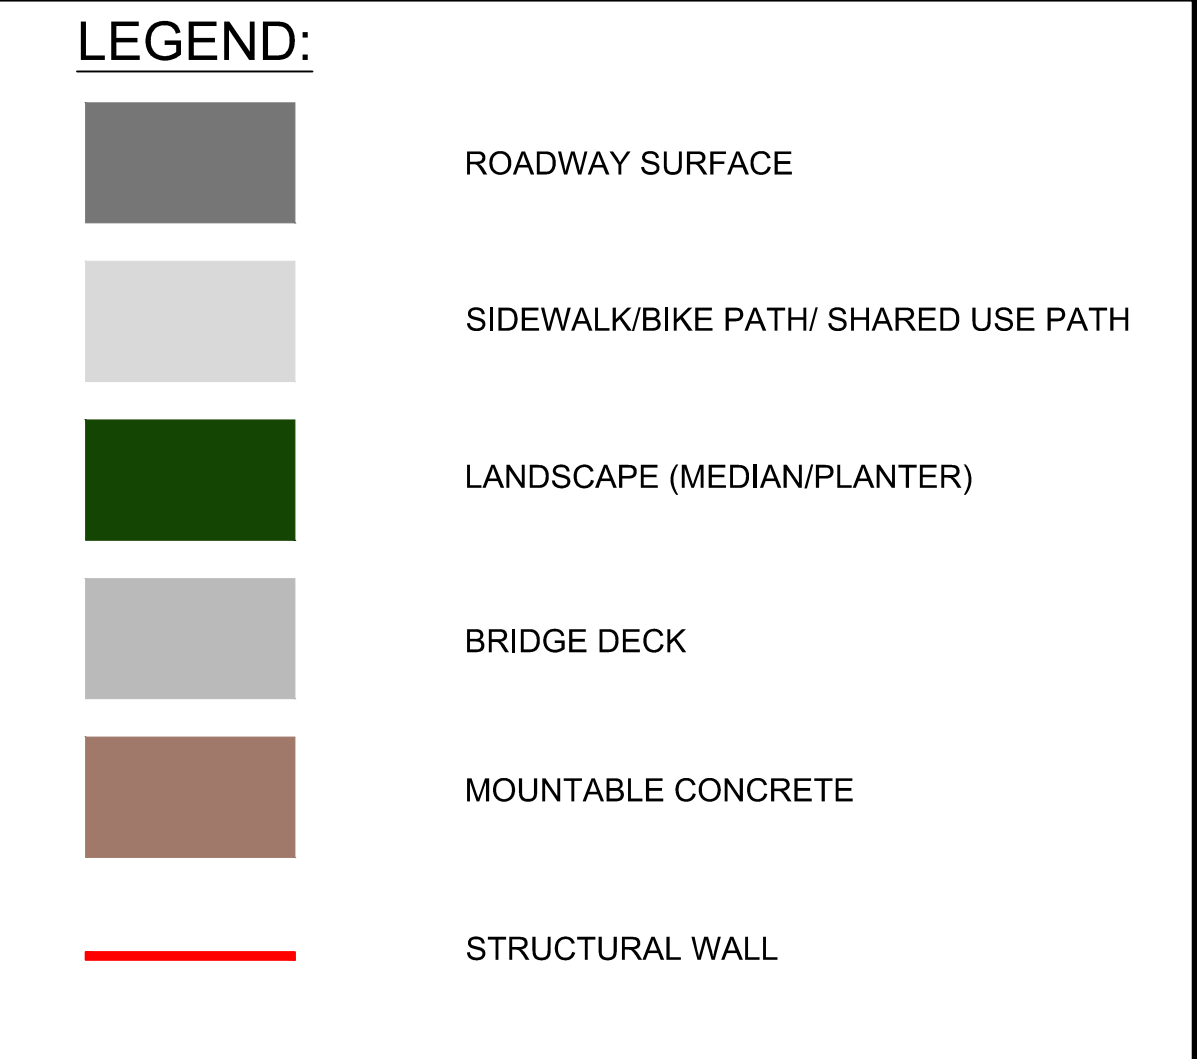 LEGEND:
ROADWAY SURFACE
SIDEWALK/BIKE PATH/ SHARED USE PATH
LANDSCAPE (MEDIAN/PLANTER)
BRIDGE DECK
MOUNTABLE CONCRETE
STRUCTURAL WALL